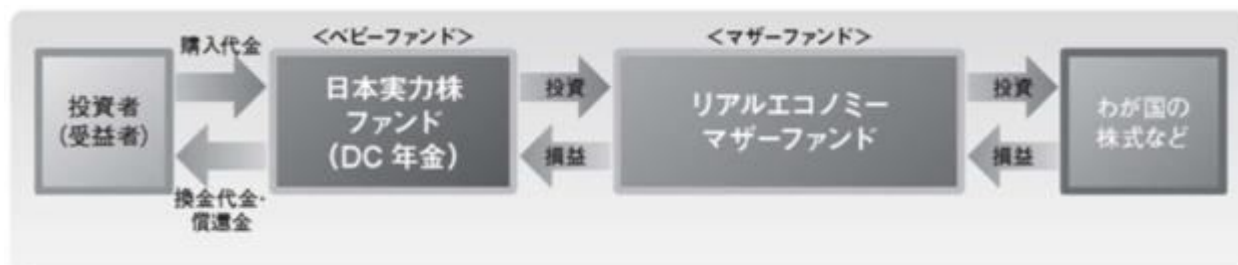 <ベビーファンド>
<マザーファンド>
購入代金
投資者
(受益者)
換金代金・
償還金
日本実力株
ファンド
(DC 年金)
投資
損益
リアルエコノミー
マザーファンド
投資
損益
わが国の
株式など